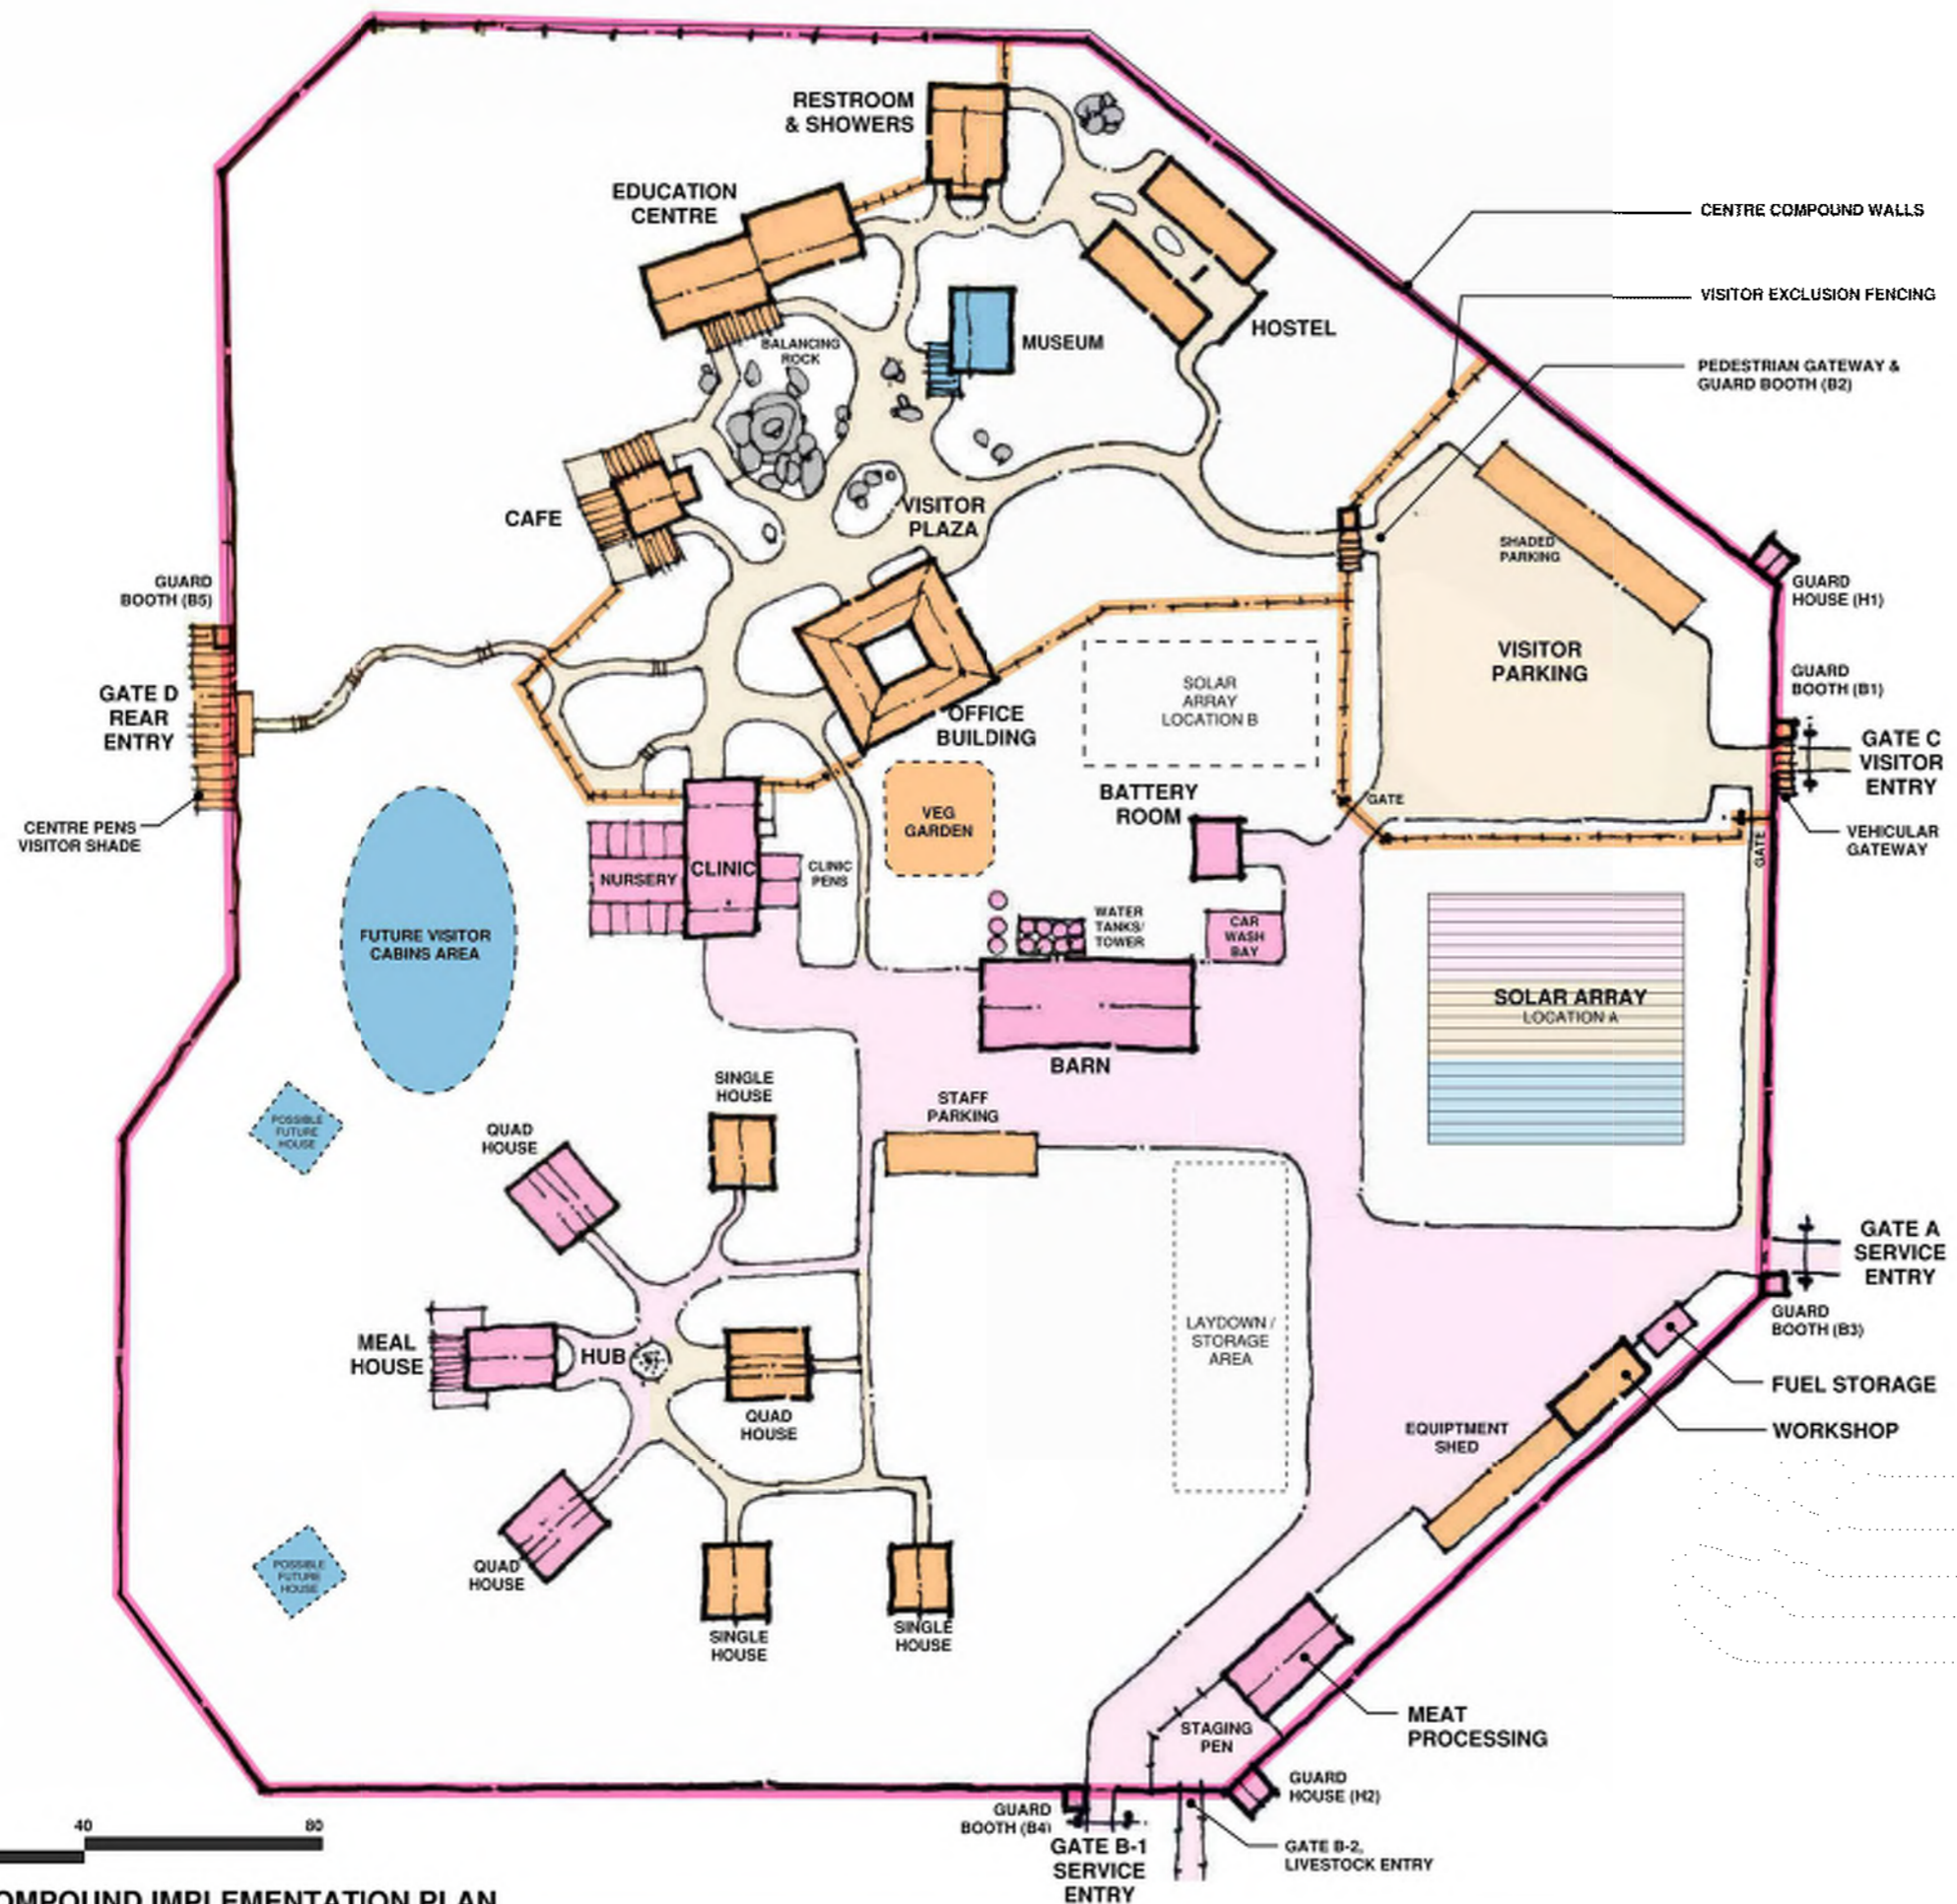 RESTROOM
& SHOWERS
EDUCATION
CENTRE
CENTRE COMPOUND WALLS
VISITOR EXCLUSION FENCING
PEDESTRIAN GATEWAY &
GUARD BOOTH (B2)
HOSTEL
MUSEUM
BALANCING
ROCK
CAFE
VISITOR
PLAZA
SHADED
PARKING
GUARD
HOUSE (H1)
GUARD
BOOTH (B5)
GATE D
REAR
ENTRY
CENTRE PENS
VISITOR SHADE
VISITOR
PARKING
GUARD
BOOTH (B1)
GATE C
VISITOR
ENTRY
VEHICULAR
GATEWAY
SOLAR
ARRAY
LOCATION B
OFFICE
BUILDING
BATTERY
ROOM
GATE
GATE
VEG
GARDEN
CLINIC
NURSERY
CLINIC
PENS
WATER
TANKS/
TOWER
CAR
WASH
BAY
FUTURE VISITOR
CABINS AREA
SOLAR ARRAY
LOCATION A
BARN
SINGLE
HOUSE
STAFF
PARKING
POSSIBLE
FUTURE
HOUSE
QUAD
HOUSE
GATE A
SERVICE
ENTRY
GUARD
BOOTH (B3)
MEAL
HOUSE
HUB
LAYDOWN /
STORAGE
AREA
FUEL STORAGE
WORKSHOP
QUAD
HOUSE
EQUIPTMENT
SHED
QUAD
HOUSE
POSSIBLE
FUTURE
HOUSE
SINGLE
HOUSE
SINGLE
HOUSE
MEAT
PROCESSING
STAGING
PEN
GUARD
HOUSE (H2)
GUARD
BOOTH (B4)
GATE B-1
SERVICE
ENTRY
GATE B-2,
LIVESTOCK ENTRY
40 80
OMPOUND IMPLEMENTATION PLAN